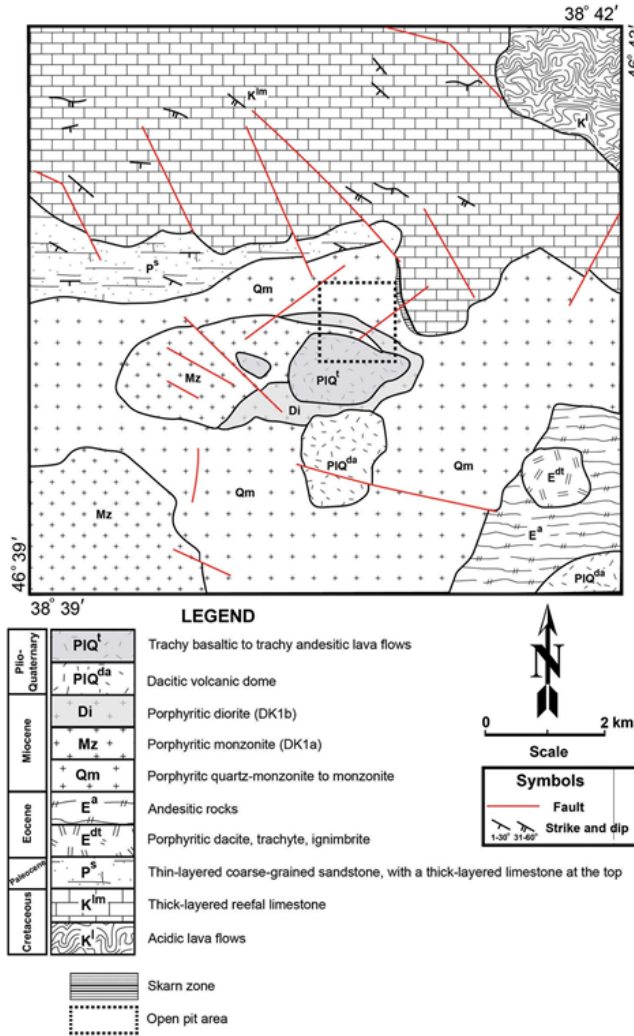 38° 42'
46° 42'
K^lm
K^l
P^s
Qm
Mz
PlQ^t
Di
PlQ^da
Qm
E^dt
Qm
Mz
E^a
PlQ^da
46° 39'
38° 39'
LEGEND
Plio-Quaternary
PlQ^t Trachy basaltic to trachy andesitic lava flows
PlQ^da Dacitic volcanic dome
Miocene
Di Porphyritic diorite (DK1b)
Mz Porphyritic monzonite (DK1a)
Qm Porphyritc quartz-monzonite to monzonite
Eocene
E^a Andesitic rocks
E^dt Porphyritic dacite, trachyte, ignimbrite
Paleocene
P^s Thin-layered coarse-grained sandstone, with a thick-layered limestone at the top
Cretaceous
K^lm Thick-layered reefal limestone
K^l Acidic lava flows
Skarn zone
Open pit area
N
0 2 km
Scale
Symbols
Fault
Strike and dip
1-30° 31-60°